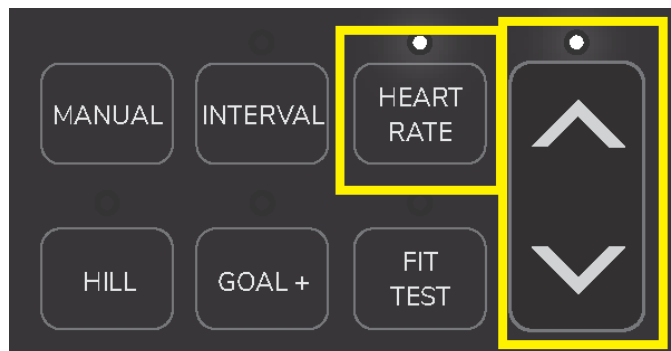 MANUAL
INTERVAL
HEART
RATE
HILL
GOAL +
FIT
TEST